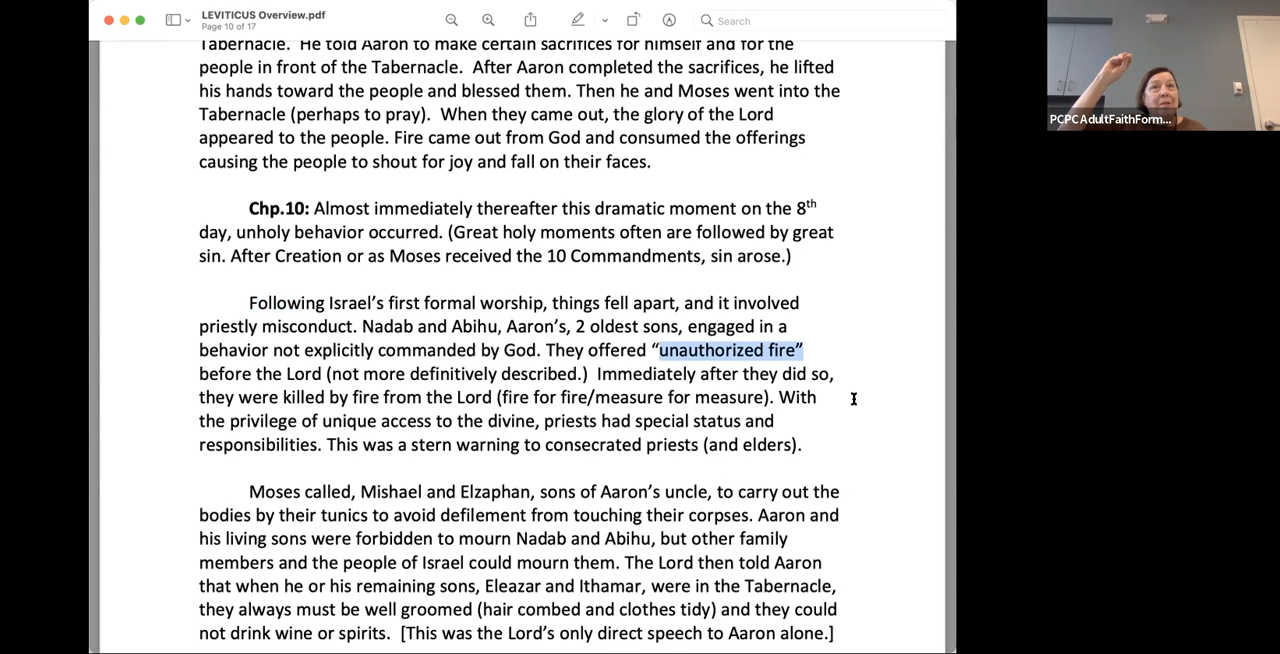 LEVITICUS Overview.pdf
Page 10 of 17
Search
PCPCAdultFaithForm...
Tabernacle.  He told Aaron to make certain sacrifices for himself and for the
people in front of the Tabernacle.  After Aaron completed the sacrifices, he lifted
his hands toward the people and blessed them. Then he and Moses went into the
Tabernacle (perhaps to pray).  When they came out, the glory of the Lord
appeared to the people. Fire came out from God and consumed the offerings
causing the people to shout for joy and fall on their faces.
Chp.10: Almost immediately thereafter this dramatic moment on the 8th
day, unholy behavior occurred. (Great holy moments often are followed by great
sin. After Creation or as Moses received the 10 Commandments, sin arose.)
Following Israel’s first formal worship, things fell apart, and it involved
priestly misconduct. Nadab and Abihu, Aaron’s, 2 oldest sons, engaged in a
behavior not explicitly commanded by God. They offered “unauthorized fire”
before the Lord (not more definitively described.)  Immediately after they did so,
they were killed by fire from the Lord (fire for fire/measure for measure). With
the privilege of unique access to the divine, priests had special status and
responsibilities. This was a stern warning to consecrated priests (and elders).
Moses called, Mishael and Elzaphan, sons of Aaron’s uncle, to carry out the
bodies by their tunics to avoid defilement from touching their corpses. Aaron and
his living sons were forbidden to mourn Nadab and Abihu, but other family
members and the people of Israel could mourn them. The Lord then told Aaron
that when he or his remaining sons, Eleazar and Ithamar, were in the Tabernacle,
they always must be well groomed (hair combed and clothes tidy) and they could
not drink wine or spirits.  [This was the Lord’s only direct speech to Aaron alone.]